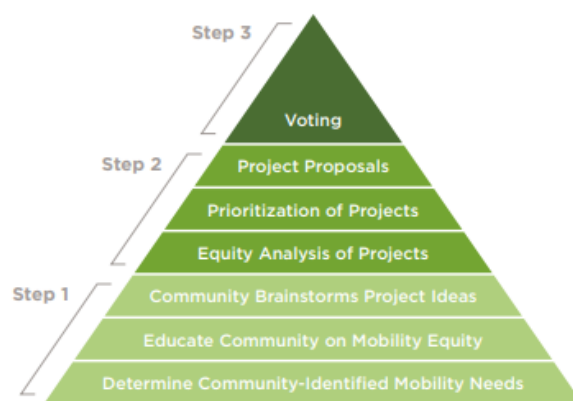 Step 3
Voting
Step 2
Project Proposals
Prioritization of Projects
Equity Analysis of Projects
Step 1
Community Brainstorms Project Ideas
Educate Community on Mobility Equity
Determine Community-Identified Mobility Needs